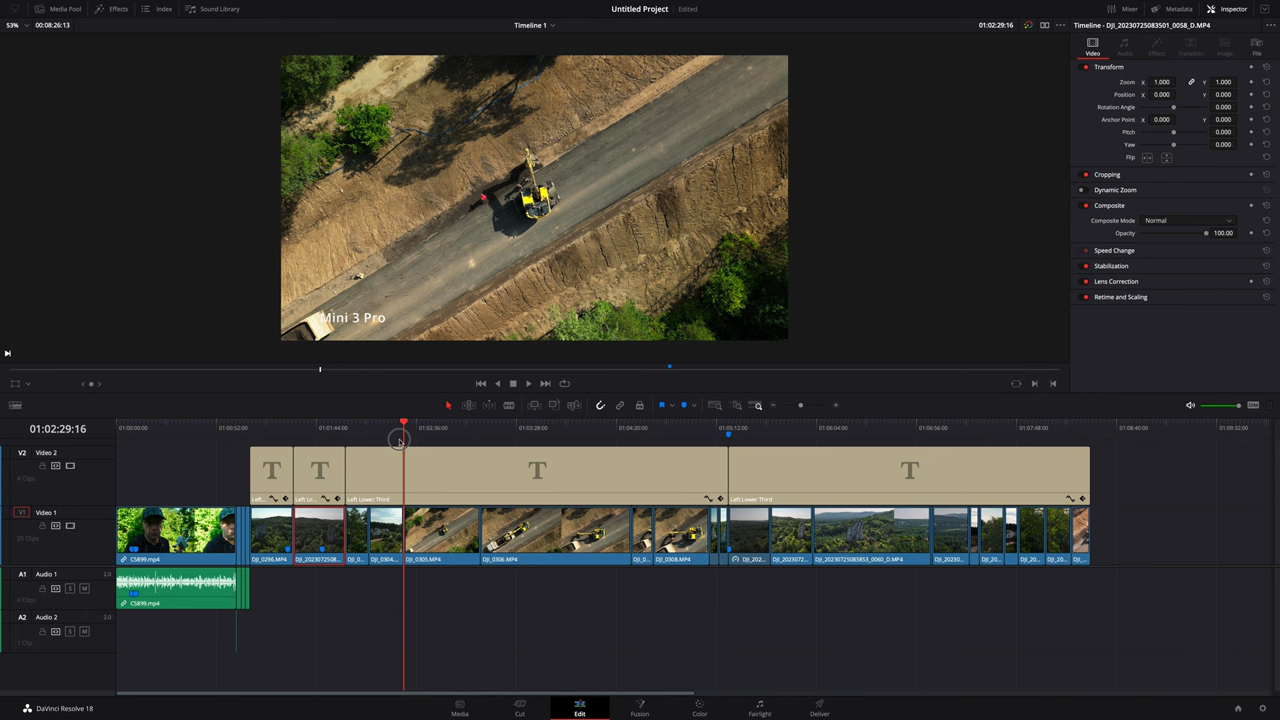 Media Pool Effects Index Sound Library Untitled Project Edited Mixer Metadata Inspector
53% 00:08:26:13 Timeline 1 01:02:29:16 Timeline - DJI_20230725083501_0058_D.MP4
Video Audio Effects Transition Image File
Transform
Zoom X 1.000 Y 1.000
Position X 0.000 Y 0.000
Rotation Angle 0.000
Anchor Point X 0.000 Y 0.000
Pitch 0.000
Yaw 0.000
Flip
Cropping
Dynamic Zoom
Composite
Composite Mode Normal
Opacity 100.00
Speed Change
Stabilization
Lens Correction
Retime and Scaling
Mini 3 Pro
DIM
01:02:29:16
01:00:00:00 01:00:52:00 01:01:44:00 01:02:36:00 01:03:28:00 01:04:20:00 01:05:12:00 01:06:04:00 01:06:56:00 01:07:48:00 01:08:40:00 01:09:32:00
V2 Video 2
4 Clips
T T T T
Left... Left Lo... Left Lower Third Left Lower Third
V1 Video 1
25 Clips
C5899.mp4 DJI_0296.MP4 DJI_2023072508... DJI_0304... DJI_0305.MP4 DJI_0306.MP4 DJI_0... DJI_0308.MP4 DJI_202... DJI_2023072... DJI_20230725083853_0060_D.MP4 DJI_20230... DJI_20... DJI_20... DJI_20... DJI_...
A1 Audio 1 2.0
S M
4 Clips
C5899.mp4
A2 Audio 2 2.0
S M
1 Clip
DaVinci Resolve 18 Media Cut Edit Fusion Color Fairlight Deliver